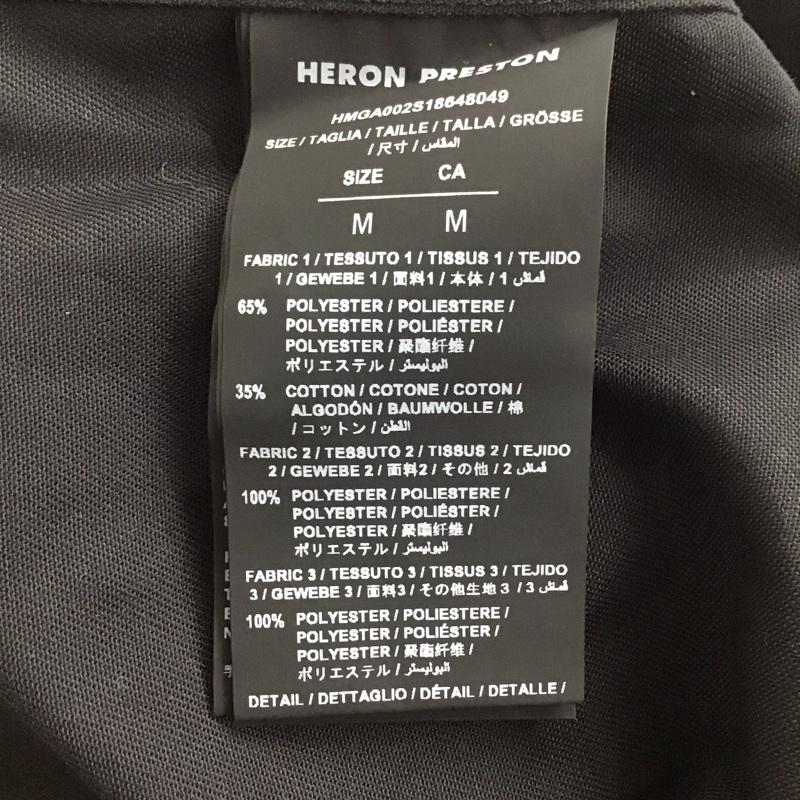 HERON PRESTON
HMGA002S18648049
SIZE / TAGLIA / TAILLE / TALLA / GRÖSSE
/ 尺寸 / المقاس
SIZE CA
M M
FABRIC 1 / TESSUTO 1 / TISSUS 1 / TEJIDO
1 / GEWEBE 1 / 面料1 / 本体 / قماش 1
65% POLYESTER / POLIESTERE /
POLYESTER / POLIÉSTER /
POLYESTER / 聚酯纤维 /
ポリエステル / البوليستر
35% COTTON / COTONE / COTON /
ALGODÓN / BAUMWOLLE / 棉
/ コットン / القطن
FABRIC 2 / TESSUTO 2 / TISSUS 2 / TEJIDO
2 / GEWEBE 2 / 面料2 / その他 / قماش 2
100% POLYESTER / POLIESTERE /
POLYESTER / POLIÉSTER /
POLYESTER / 聚酯纤维 /
ポリエステル / البوليستر
FABRIC 3 / TESSUTO 3 / TISSUS 3 / TEJIDO
3 / GEWEBE 3 / 面料3 / その他生地 3 / قماش 3
100% POLYESTER / POLIESTERE /
POLYESTER / POLIÉSTER /
POLYESTER / 聚酯纤维 /
ポリエステル / البوليستر
DETAIL / DETTAGLIO / DÉTAIL / DETALLE /